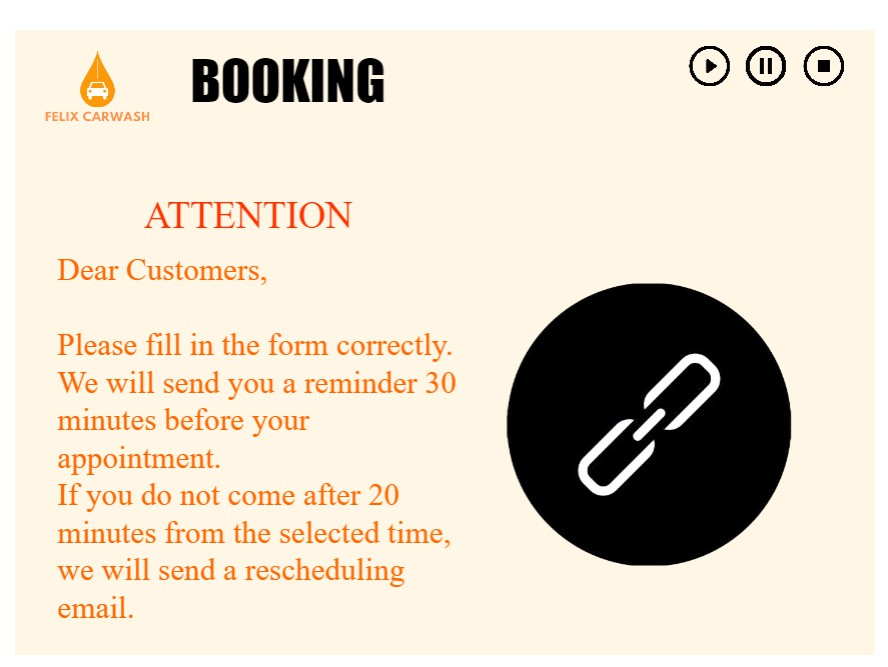 BOOKING
FELIX CARWASH
ATTENTION
Dear Customers,
Please fill in the form correctly.
We will send you a reminder 30
minutes before your
appointment.
If you do not come after 20
minutes from the selected time,
we will send a rescheduling
email.